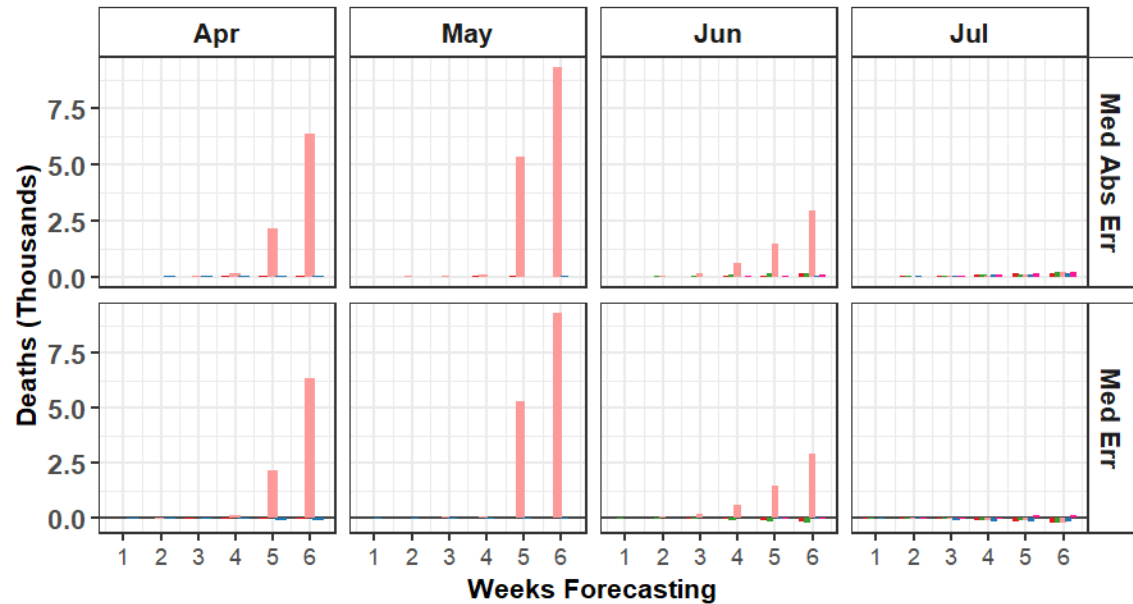 Apr May Jun Jul
Deaths (Thousands)
7.5
5.0
2.5
0.0
Med Abs Err
7.5
5.0
2.5
0.0
Med Err
1 2 3 4 5 6 1 2 3 4 5 6 1 2 3 4 5 6 1 2 3 4 5 6
Weeks Forecasting